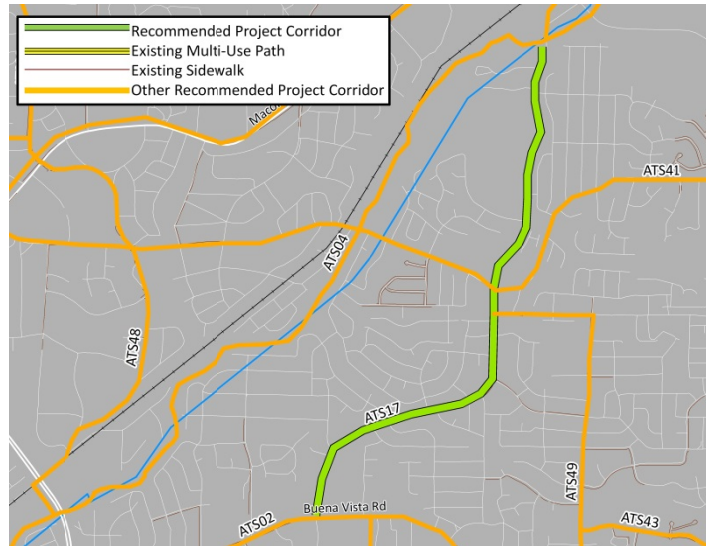 Recommended Project Corridor
Existing Multi-Use Path
Existing Sidewalk
Other Recommended Project Corridor
Maco
ATS41
ATS04
ATS48
ATS17
ATS49
Buena Vista Rd
ATS02
ATS43